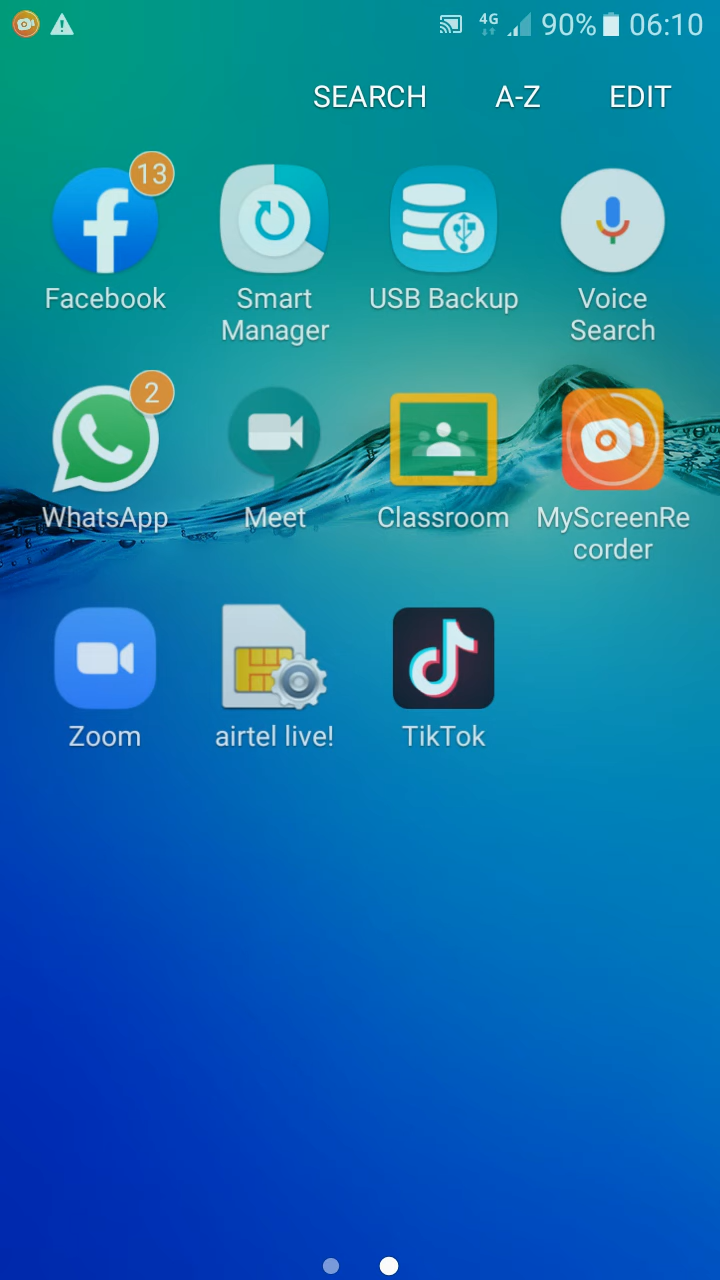 4G 90% 06:10
SEARCH A-Z EDIT
13
Facebook
Smart
Manager
USB Backup
Voice
Search
2
WhatsApp
Meet
Classroom
MyScreenRe
corder
Zoom
airtel live!
TikTok